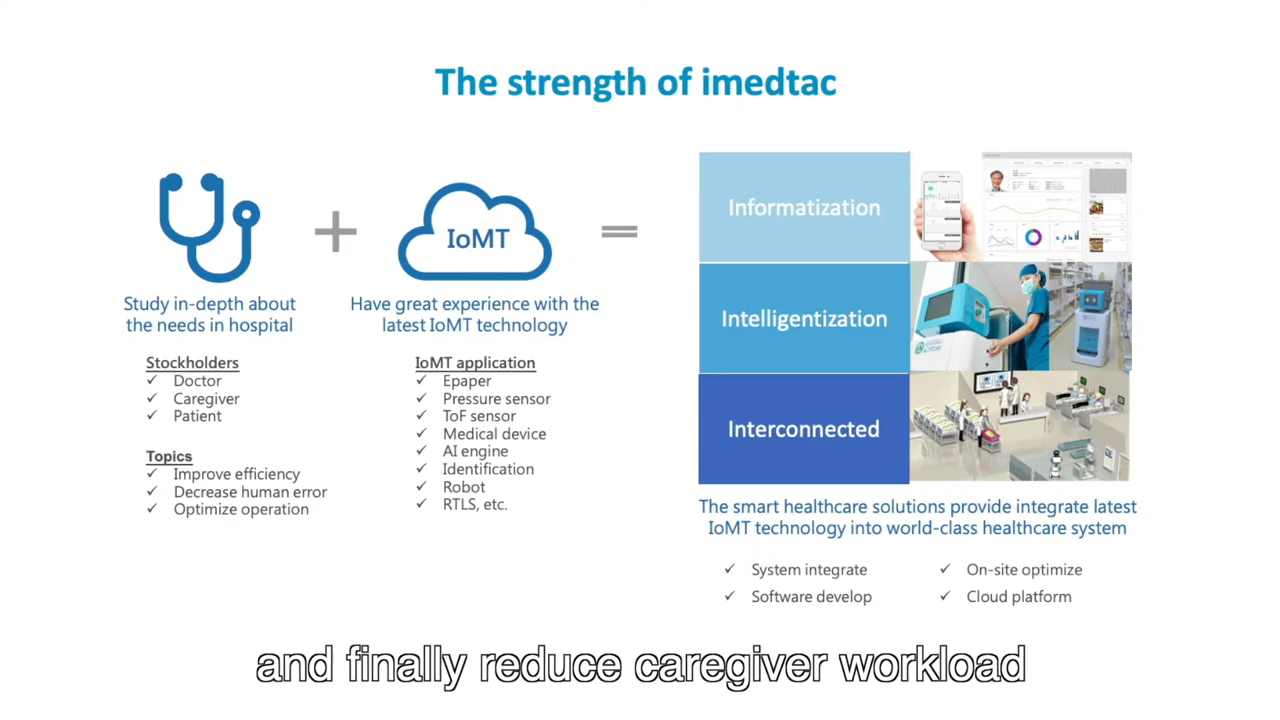 The strength of imedtac
IoMT
Study in-depth about
the needs in hospital
Stockholders
✓ Doctor
✓ Caregiver
✓ Patient
Topics
✓ Improve efficiency
✓ Decrease human error
✓ Optimize operation
Have great experience with the
latest IoMT technology
IoMT application
✓ Epaper
✓ Pressure sensor
✓ ToF sensor
✓ Medical device
✓ AI engine
✓ Identification
✓ Robot
✓ RTLS, etc.
Informatization
Intelligentization
Interconnected
The smart healthcare solutions provide integrate latest
IoMT technology into world-class healthcare system
✓ System integrate
✓ Software develop
✓ On-site optimize
✓ Cloud platform
and finally reduce caregiver workload